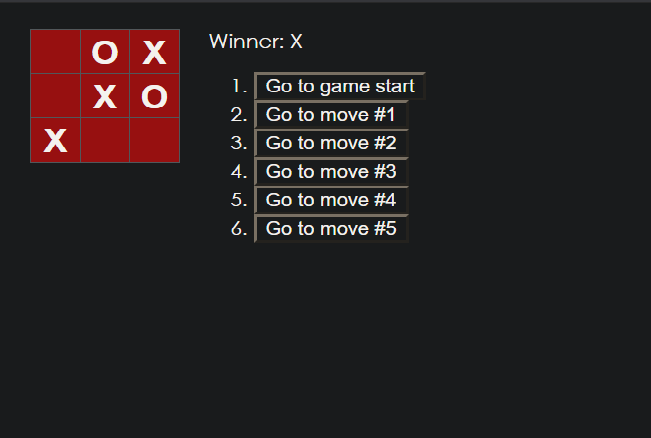 O X
X O
X
Winner: X
1. Go to game start
2. Go to move #1
3. Go to move #2
4. Go to move #3
5. Go to move #4
6. Go to move #5